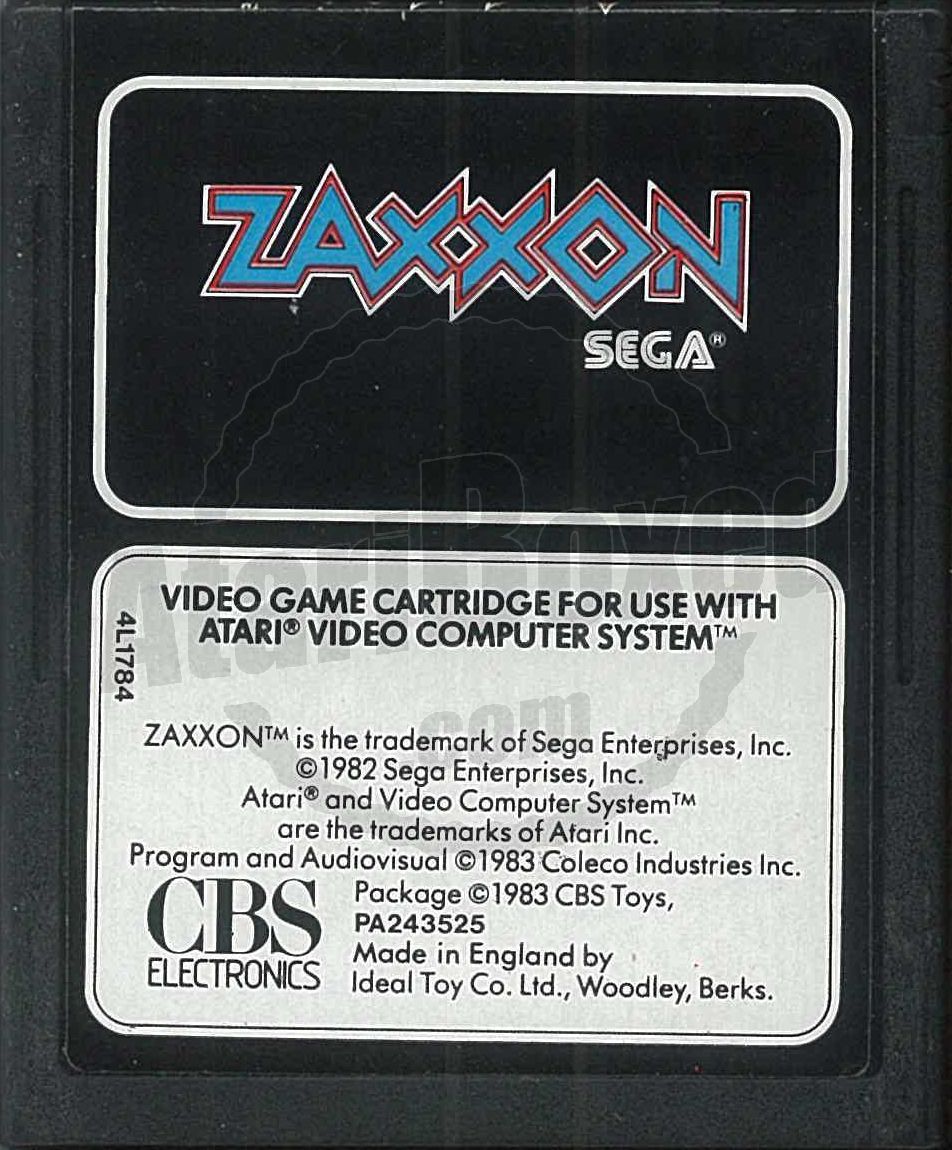 ZAXXON
SEGA®
VIDEO GAME CARTRIDGE FOR USE WITH
ATARI® VIDEO COMPUTER SYSTEM™
4L1784
ZAXXON™ is the trademark of Sega Enterprises, Inc.
©1982 Sega Enterprises, Inc.
Atari® and Video Computer System™
are the trademarks of Atari Inc.
Program and Audiovisual ©1983 Coleco Industries Inc.
CBS
ELECTRONICS
Package ©1983 CBS Toys,
PA243525
Made in England by
Ideal Toy Co. Ltd., Woodley, Berks.
AtariBoxed
.com